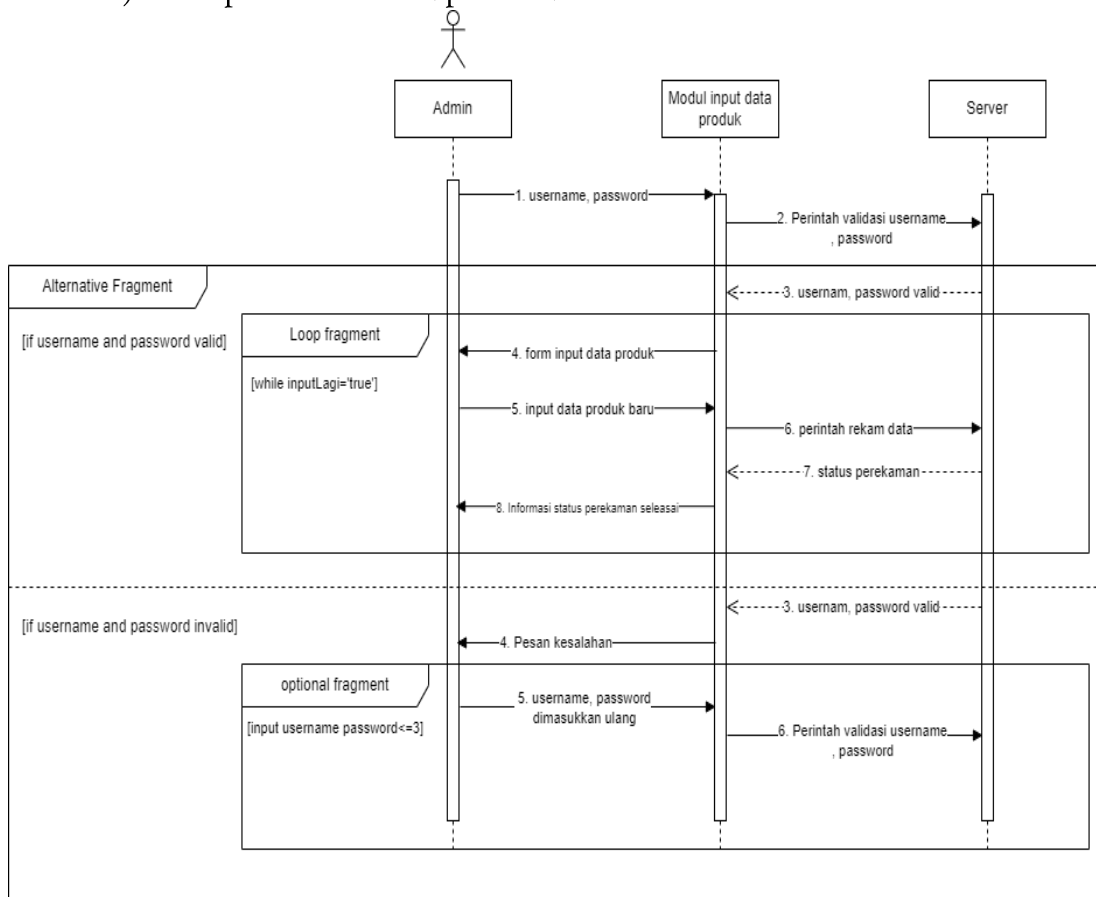 Admin
Modul input data
produk
Server
1. username, password
2. Perintah validasi username
, password
Alternative Fragment
3. usernam, password valid
[if username and password valid]
Loop fragment
4. form input data produk
[while inputLagi='true']
5. input data produk baru
6. perintah rekam data
7. status perekaman
8. Informasi status perekaman seleasai
3. usernam, password valid
[if username and password invalid]
4. Pesan kesalahan
optional fragment
5. username, password
dimasukkan ulang
[input username password<=3]
6. Perintah validasi username
, password